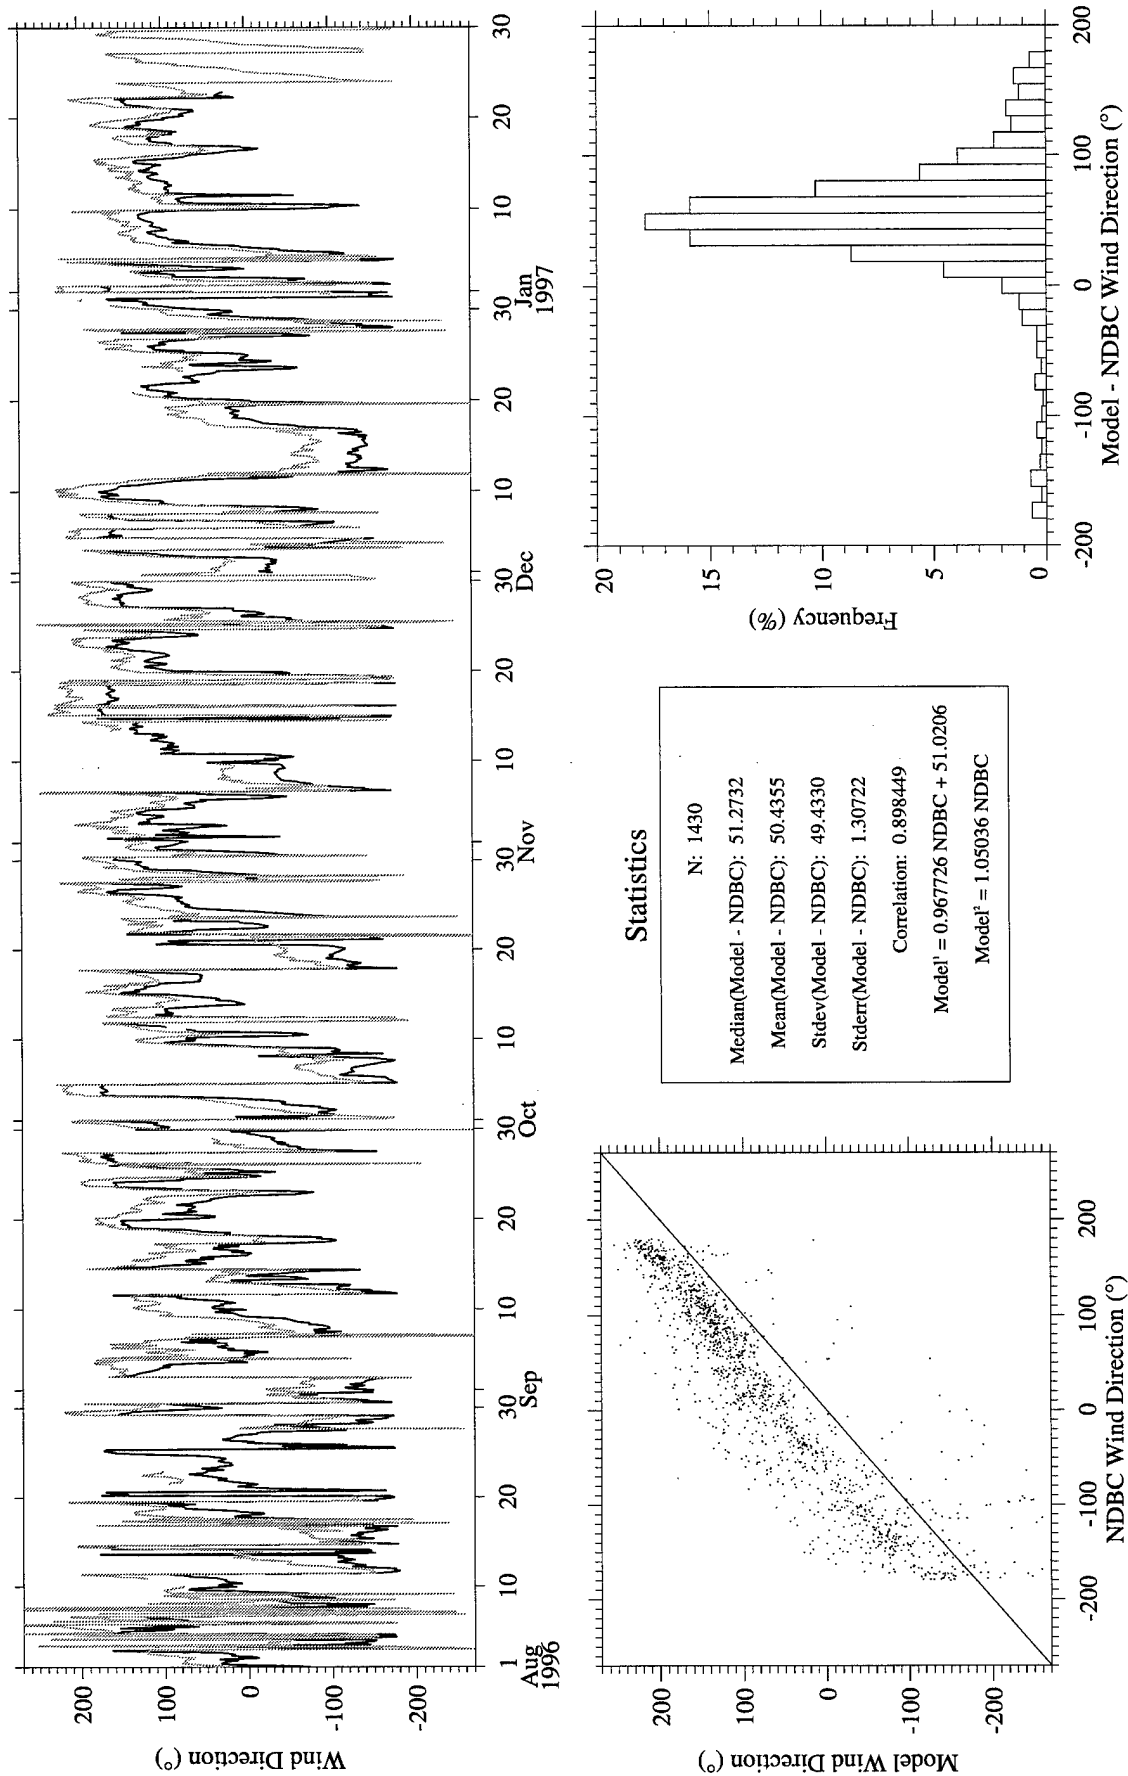 Wind Direction (°)
200
100
0
-100
-200
1
10
20
30
10
20
30
10
20
30
10
20
30
10
20
30
10
20
30
Aug
1996
Sep
Oct
Nov
Dec
Jan
1997
Model Wind Direction (°)
200
100
0
-100
-200
-200
-100
0
100
200
NDBC Wind Direction (°)
Statistics
N: 1430
Median(Model - NDBC): 51.2732
Mean(Model - NDBC): 50.4355
Stdev(Model - NDBC): 49.4330
Stderr(Model - NDBC): 1.30722
Correlation: 0.898449
Model¹ = 0.967726 NDBC + 51.0206
Model² = 1.05036 NDBC
Frequency (%)
20
15
10
5
0
-200
-100
0
100
200
Model - NDBC Wind Direction (°)